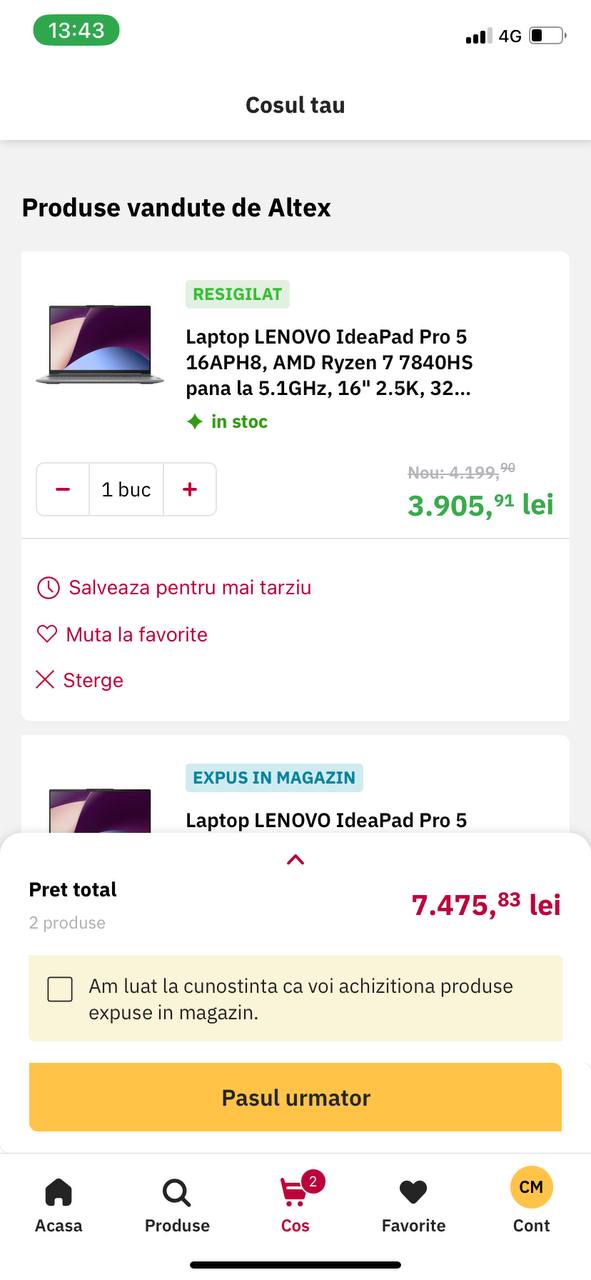 13:43
4G
Cosul tau
Produse vandute de Altex
RESIGILAT
Laptop LENOVO IdeaPad Pro 5
16APH8, AMD Ryzen 7 7840HS
pana la 5.1GHz, 16" 2.5K, 32...
in stoc
1 buc
Nou: 4.199,90
3.905,91 lei
Salveaza pentru mai tarziu
Muta la favorite
Sterge
EXPUS IN MAGAZIN
Laptop LENOVO IdeaPad Pro 5
Pret total
7.475,83 lei
2 produse
Am luat la cunostinta ca voi achizitiona produse
expuse in magazin.
Pasul urmator
2
CM
Acasa
Produse
Cos
Favorite
Cont